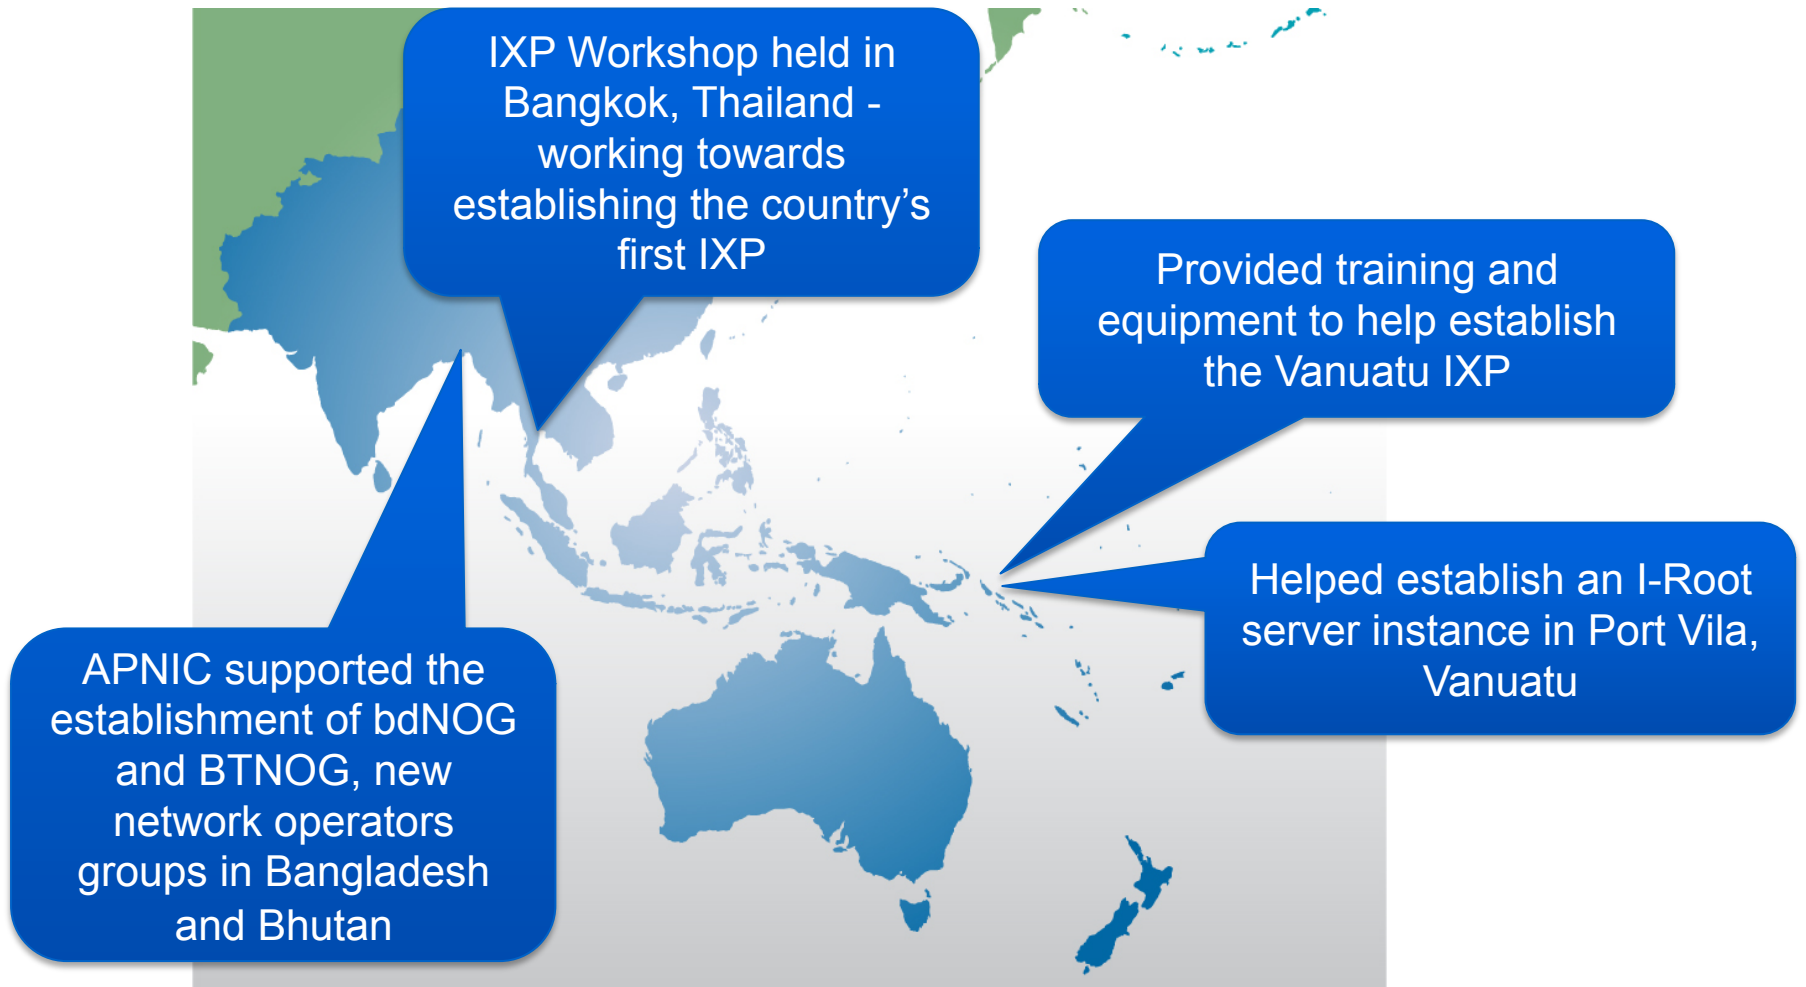 IXP Workshop held in
Bangkok, Thailand -
working towards
establishing the country’s
first IXP
Provided training and
equipment to help establish
the Vanuatu IXP
Helped establish an I-Root
server instance in Port Vila,
Vanuatu
APNIC supported the
establishment of bdNOG
and BTNOG, new
network operators
groups in Bangladesh
and Bhutan